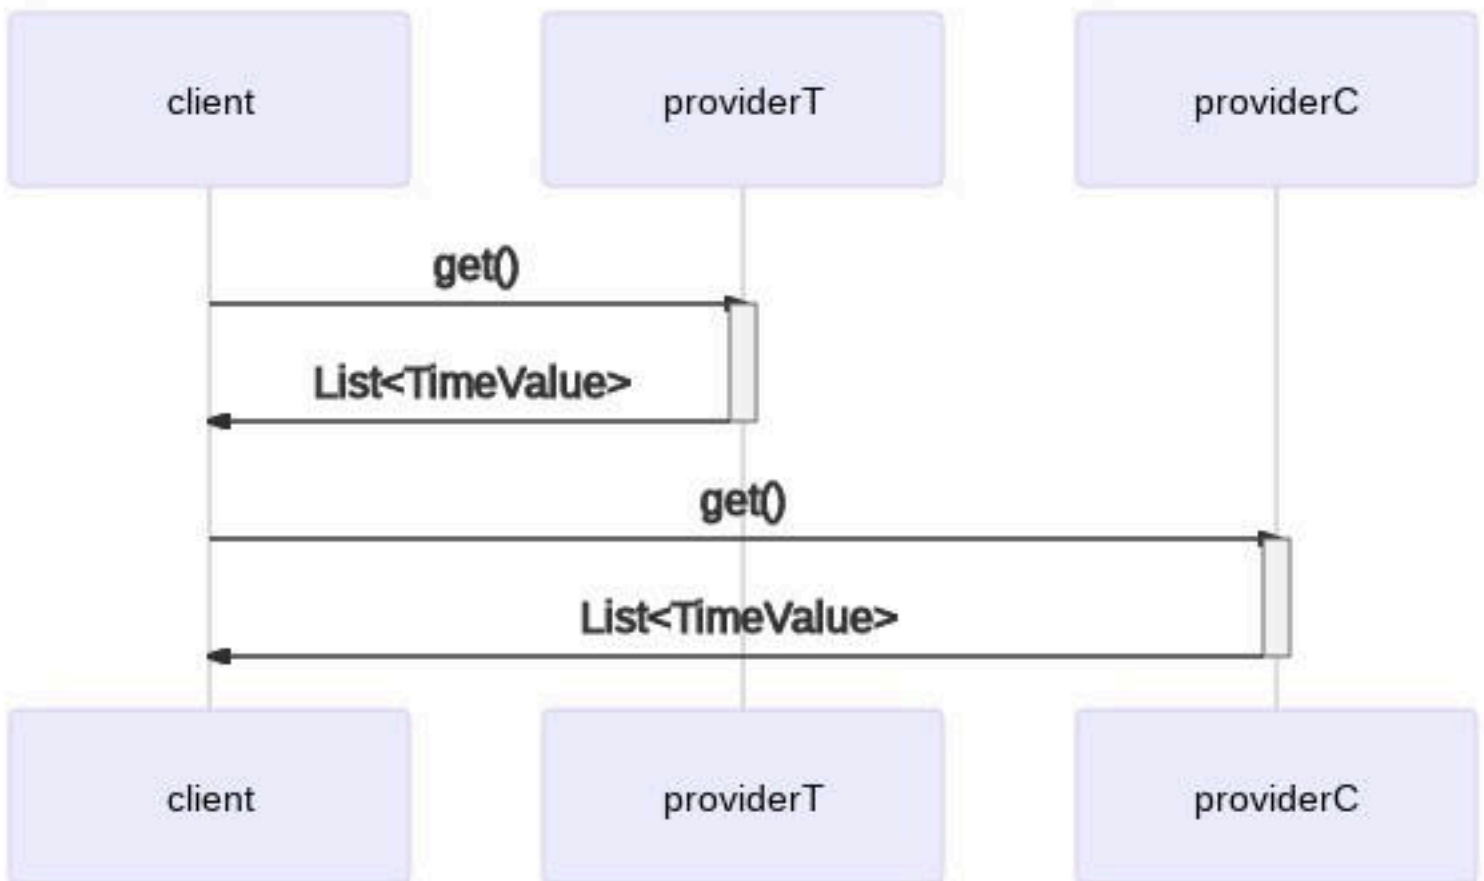 client
providerT
providerC
get()
List<TimeValue>
get()
List<TimeValue>
client
providerT
providerC